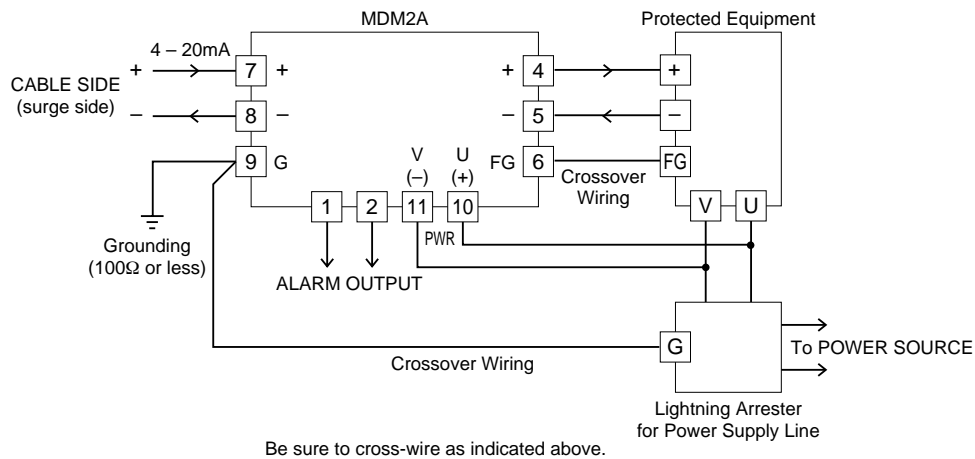 MDM2A
Protected Equipment
4 – 20mA
CABLE SIDE
(surge side)
+
–
7
+
8
–
9
G
+
4
–
5
FG
6
+
–
FG
Crossover
Wiring
V
(–)
U
(+)
1
2
11
10
PWR
V
U
Grounding
(100Ω or less)
ALARM OUTPUT
G
To POWER SOURCE
Crossover Wiring
Lightning Arrester
for Power Supply Line
Be sure to cross-wire as indicated above.